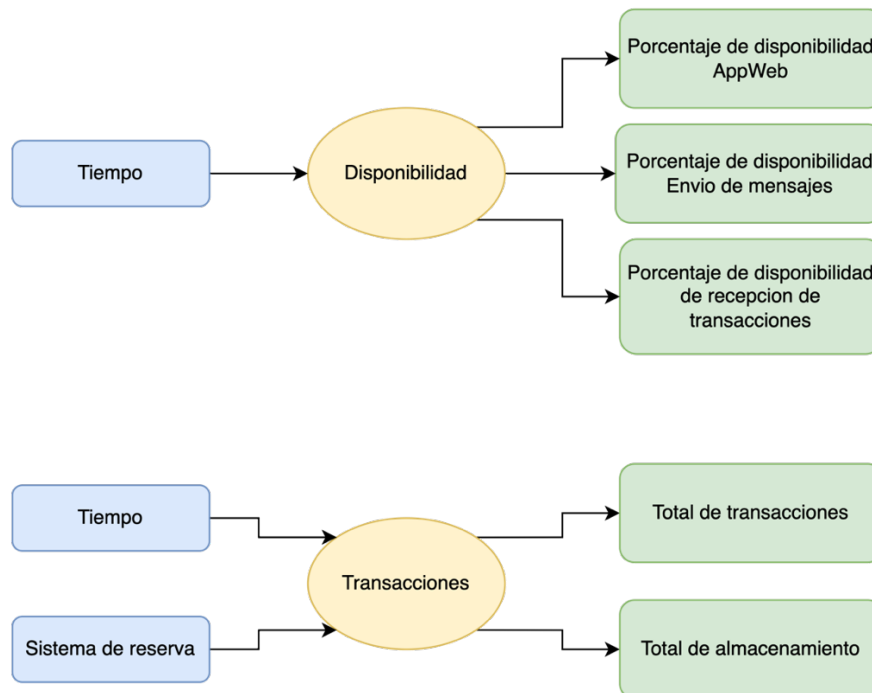 Porcentaje de disponibilidad
AppWeb
Tiempo
Disponibilidad
Porcentaje de disponibilidad
Envio de mensajes
Porcentaje de disponibilidad
de recepcion de
transacciones
Tiempo
Total de transacciones
Transacciones
Sistema de reserva
Total de almacenamiento